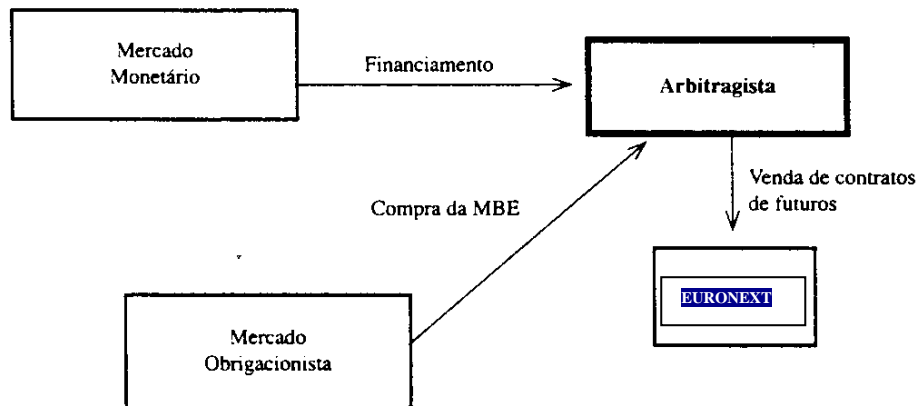 Mercado
Monetário
Financiamento
Arbitragista
Venda de contratos
de futuros
Compra da MBE
EURONEXT
Mercado
Obrigacionista